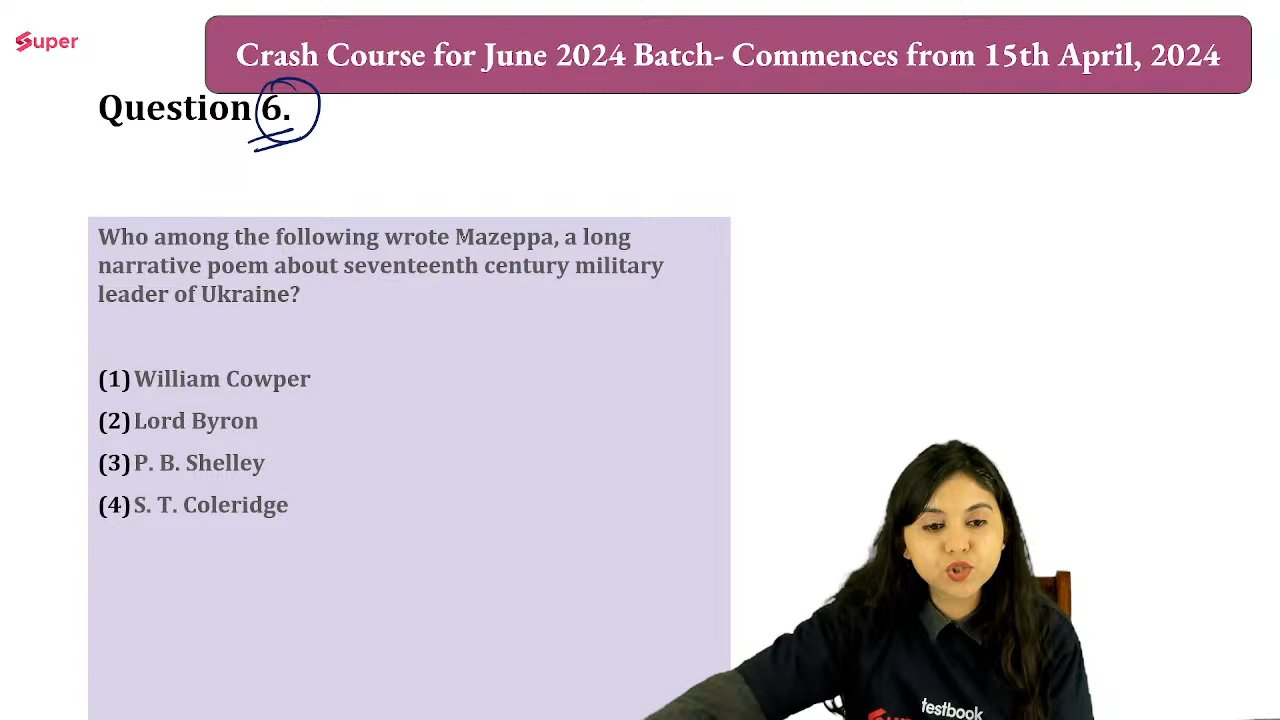 Super
Crash Course for June 2024 Batch- Commences from 15th April, 2024
Question 6.
Who among the following wrote Mazeppa, a long
narrative poem about seventeenth century military
leader of Ukraine?
(1) William Cowper
(2) Lord Byron
(3) P. B. Shelley
(4) S. T. Coleridge
testbook